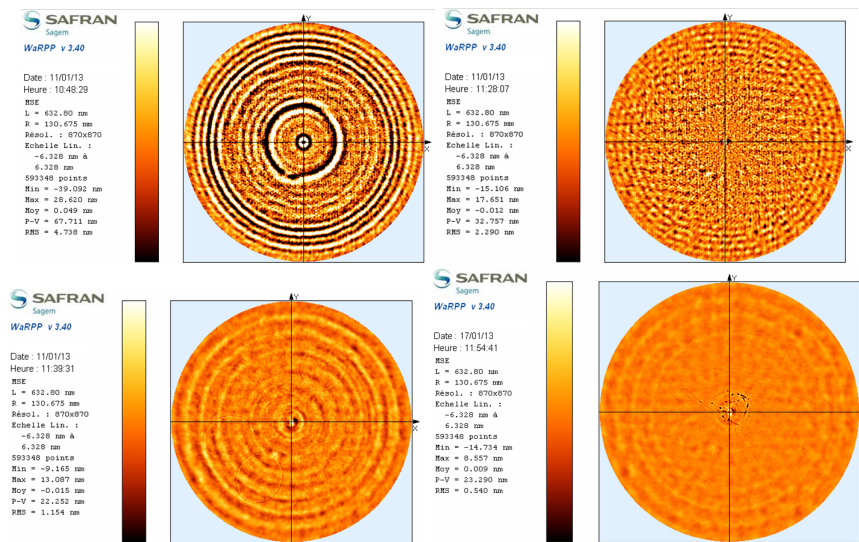 SAFRAN
Sagem
WaRPP v 3.40
Date : 11/01/13
Heure : 10:48:29
MSE
L = 632.80 nm
R = 130.675 mm
Résol. : 870x870
Echelle Lin. :
-6.328 nm à
6.328 nm
593348 points
Min = -39.092 nm
Max = 28.620 nm
Moy = 0.049 nm
P-V = 67.711 nm
RMS = 4.738 nm
Y
X
SAFRAN
Sagem
WaRPP v 3.40
Date : 11/01/13
Heure : 11:28:07
MSE
L = 632.80 nm
R = 130.675 mm
Résol. : 870x870
Echelle Lin. :
-6.328 nm à
6.328 nm
593348 points
Min = -15.106 nm
Max = 17.651 nm
Moy = -0.012 nm
P-V = 32.757 nm
RMS = 2.290 nm
Y
X
SAFRAN
Sagem
WaRPP v 3.40
Date : 11/01/13
Heure : 11:39:31
MSE
L = 632.80 nm
R = 130.675 mm
Résol. : 870x870
Echelle Lin. :
-6.328 nm à
6.328 nm
593348 points
Min = -9.165 nm
Max = 13.087 nm
Moy = -0.015 nm
P-V = 22.252 nm
RMS = 1.154 nm
Y
X
SAFRAN
Sagem
WaRPP v 3.40
Date : 17/01/13
Heure : 11:54:41
MSE
L = 632.80 nm
R = 130.675 mm
Résol. : 870x870
Echelle Lin. :
-6.328 nm à
6.328 nm
593348 points
Min = -14.734 nm
Max = 8.557 nm
Moy = 0.009 nm
P-V = 23.290 nm
RMS = 0.540 nm
Y